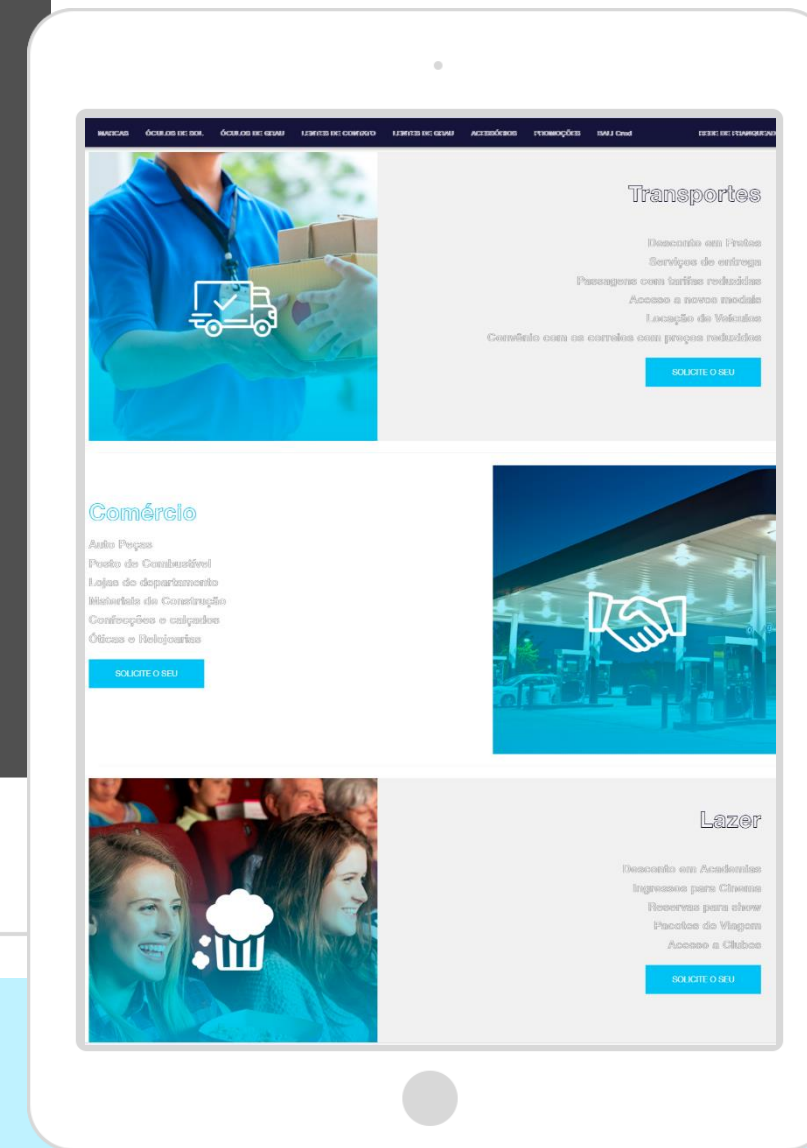 MARCAS ÓCULOS DE SOL ÓCULOS DE GRAU LENTES DE CONTATO LENTES DE GRAU ACESSÓRIOS PROMOÇÕES Card REDE DE
Transportes
Desconto em Fretes
Serviços de entrega
Passagens com tarifas reduzidas
Acesso a novos modais
Locação de Veículos
Convênio com os correios com preços reduzidos
SOLICITE O SEU
Comércio
Auto Peças
Posto de Combustível
Lojas de departamento
Materiais de Construção
Confecções e calçados
Óticas e Relojoarias
SOLICITE O SEU
Lazer
Desconto em Academias
Ingressos para Cinema
Reservas para show
Pacotes de Viagem
Acesso a Clubes
SOLICITE O SEU